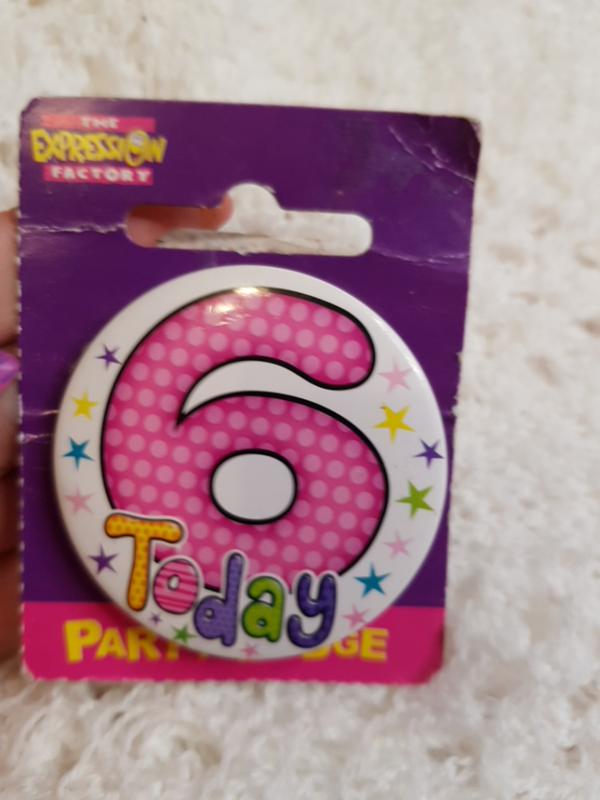 THE
EXPRESSION
FACTORY
6
Today